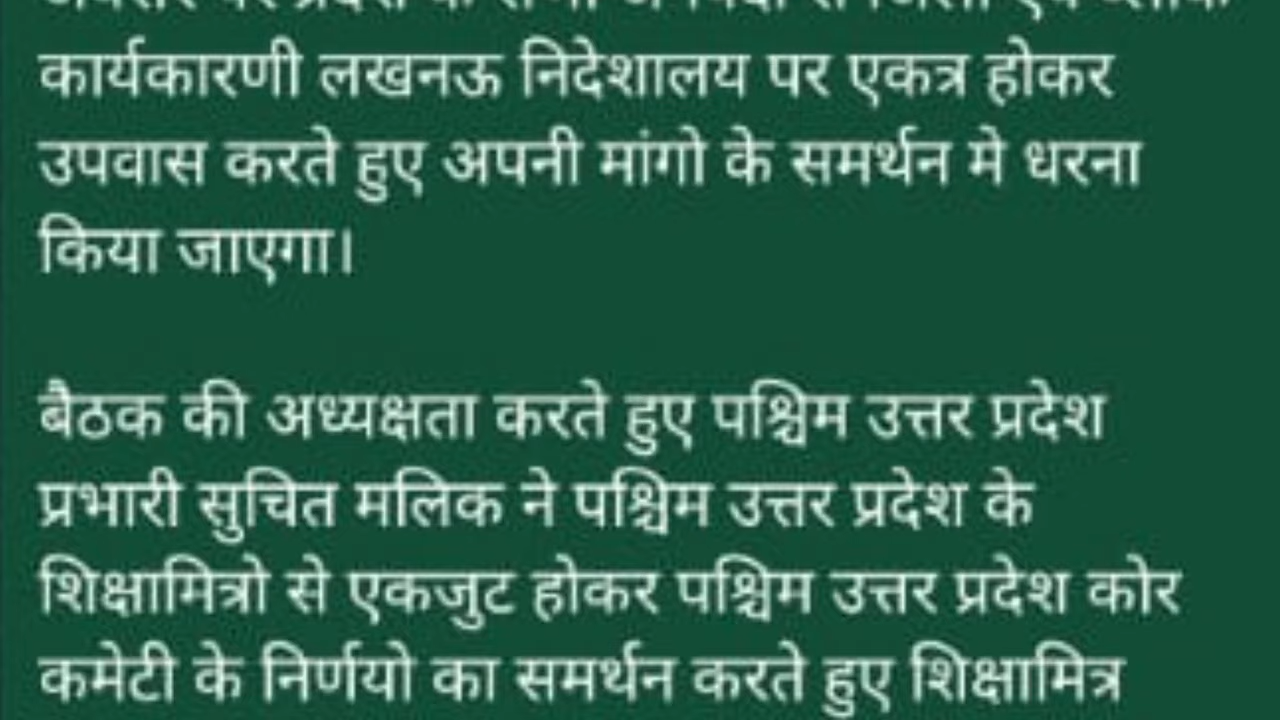 कार्यकारणी लखनऊ निदेशालय पर एकत्र होकर
उपवास करते हुए अपनी मांगो के समर्थन मे धरना
किया जाएगा।
बैठक की अध्यक्षता करते हुए पश्चिम उत्तर प्रदेश
प्रभारी सुचित मलिक ने पश्चिम उत्तर प्रदेश के
शिक्षामित्रो से एकजुट होकर पश्चिम उत्तर प्रदेश कोर
कमेटी के निर्णयो का समर्थन करते हुए शिक्षामित्र